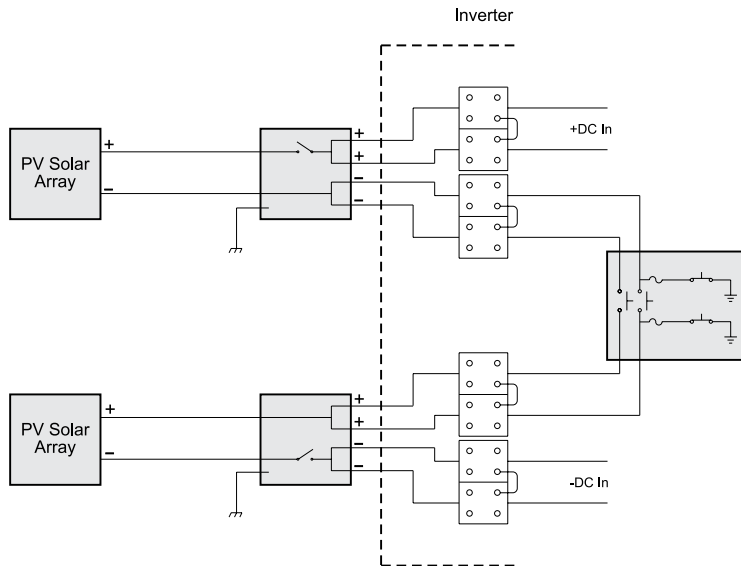 Inverter
+
+
+DC In
+
+
PV Solar
Array
−
−
−
+
+
+
PV Solar
Array
−
−
−
-DC In